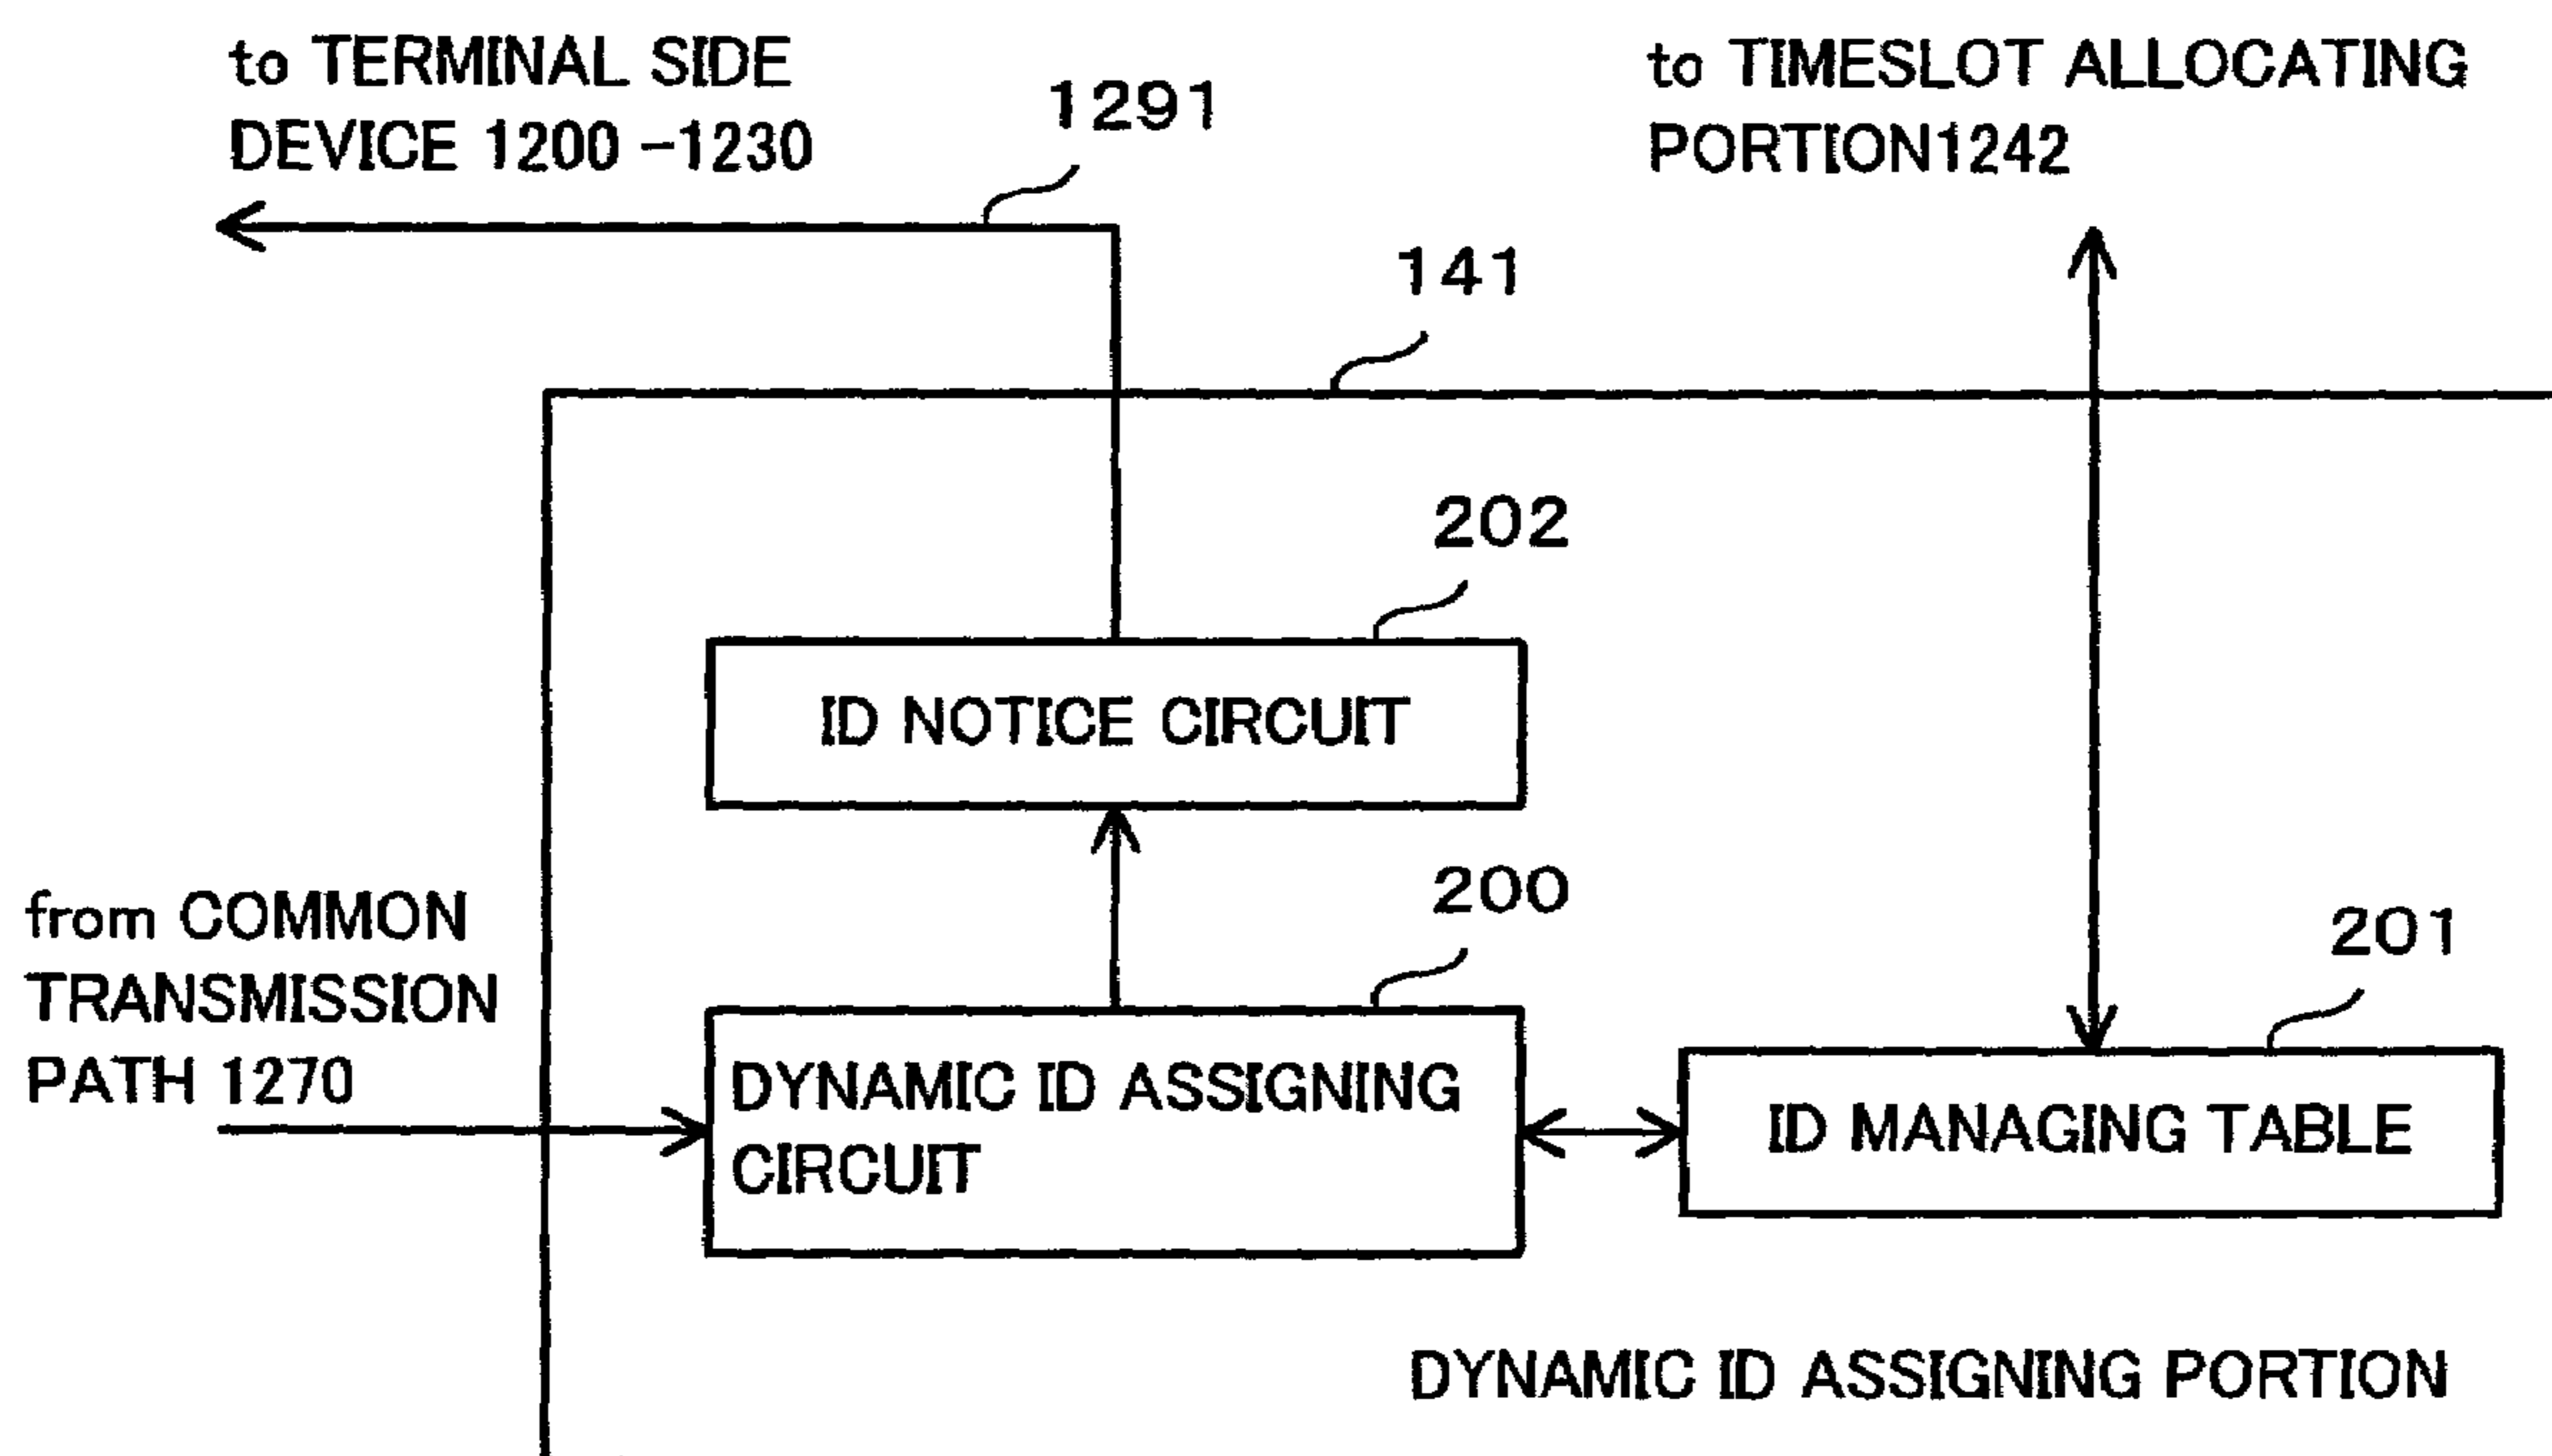 to TERMINAL SIDE
DEVICE 1200 -1230
1291
to TIMESLOT ALLOCATING
PORTION1242
141
202
ID NOTICE CIRCUIT
200
from COMMON
TRANSMISSION
PATH 1270
201
DYNAMIC ID ASSIGNING
CIRCUIT
ID MANAGING TABLE
DYNAMIC ID ASSIGNING PORTION